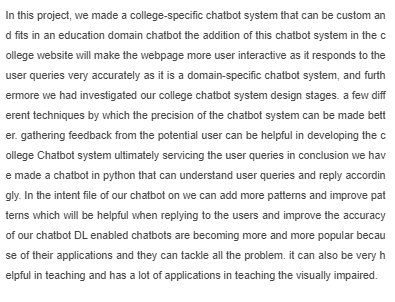 In this project, we made a college-specific chatbot system that can be custom an
d fits in an education domain chatbot the addition of this chatbot system in the c
ollege website will make the webpage more user interactive as it responds to the
user queries very accurately as it is a domain-specific chatbot system, and furth
ermore we had investigated our college chatbot system design stages. a few diff
erent techniques by which the precision of the chatbot system can be made bett
er. gathering feedback from the potential user can be helpful in developing the c
ollege Chatbot system ultimately servicing the user queries in conclusion we hav
e made a chatbot in python that can understand user queries and reply accordin
gly. In the intent file of our chatbot on we can add more patterns and improve pat
terns which will be helpful when replying to the users and improve the accuracy
of our chatbot DL enabled chatbots are becoming more and more popular becau
se of their applications and they can tackle all the problem. it can also be very h
elpful in teaching and has a lot of applications in teaching the visually impaired.